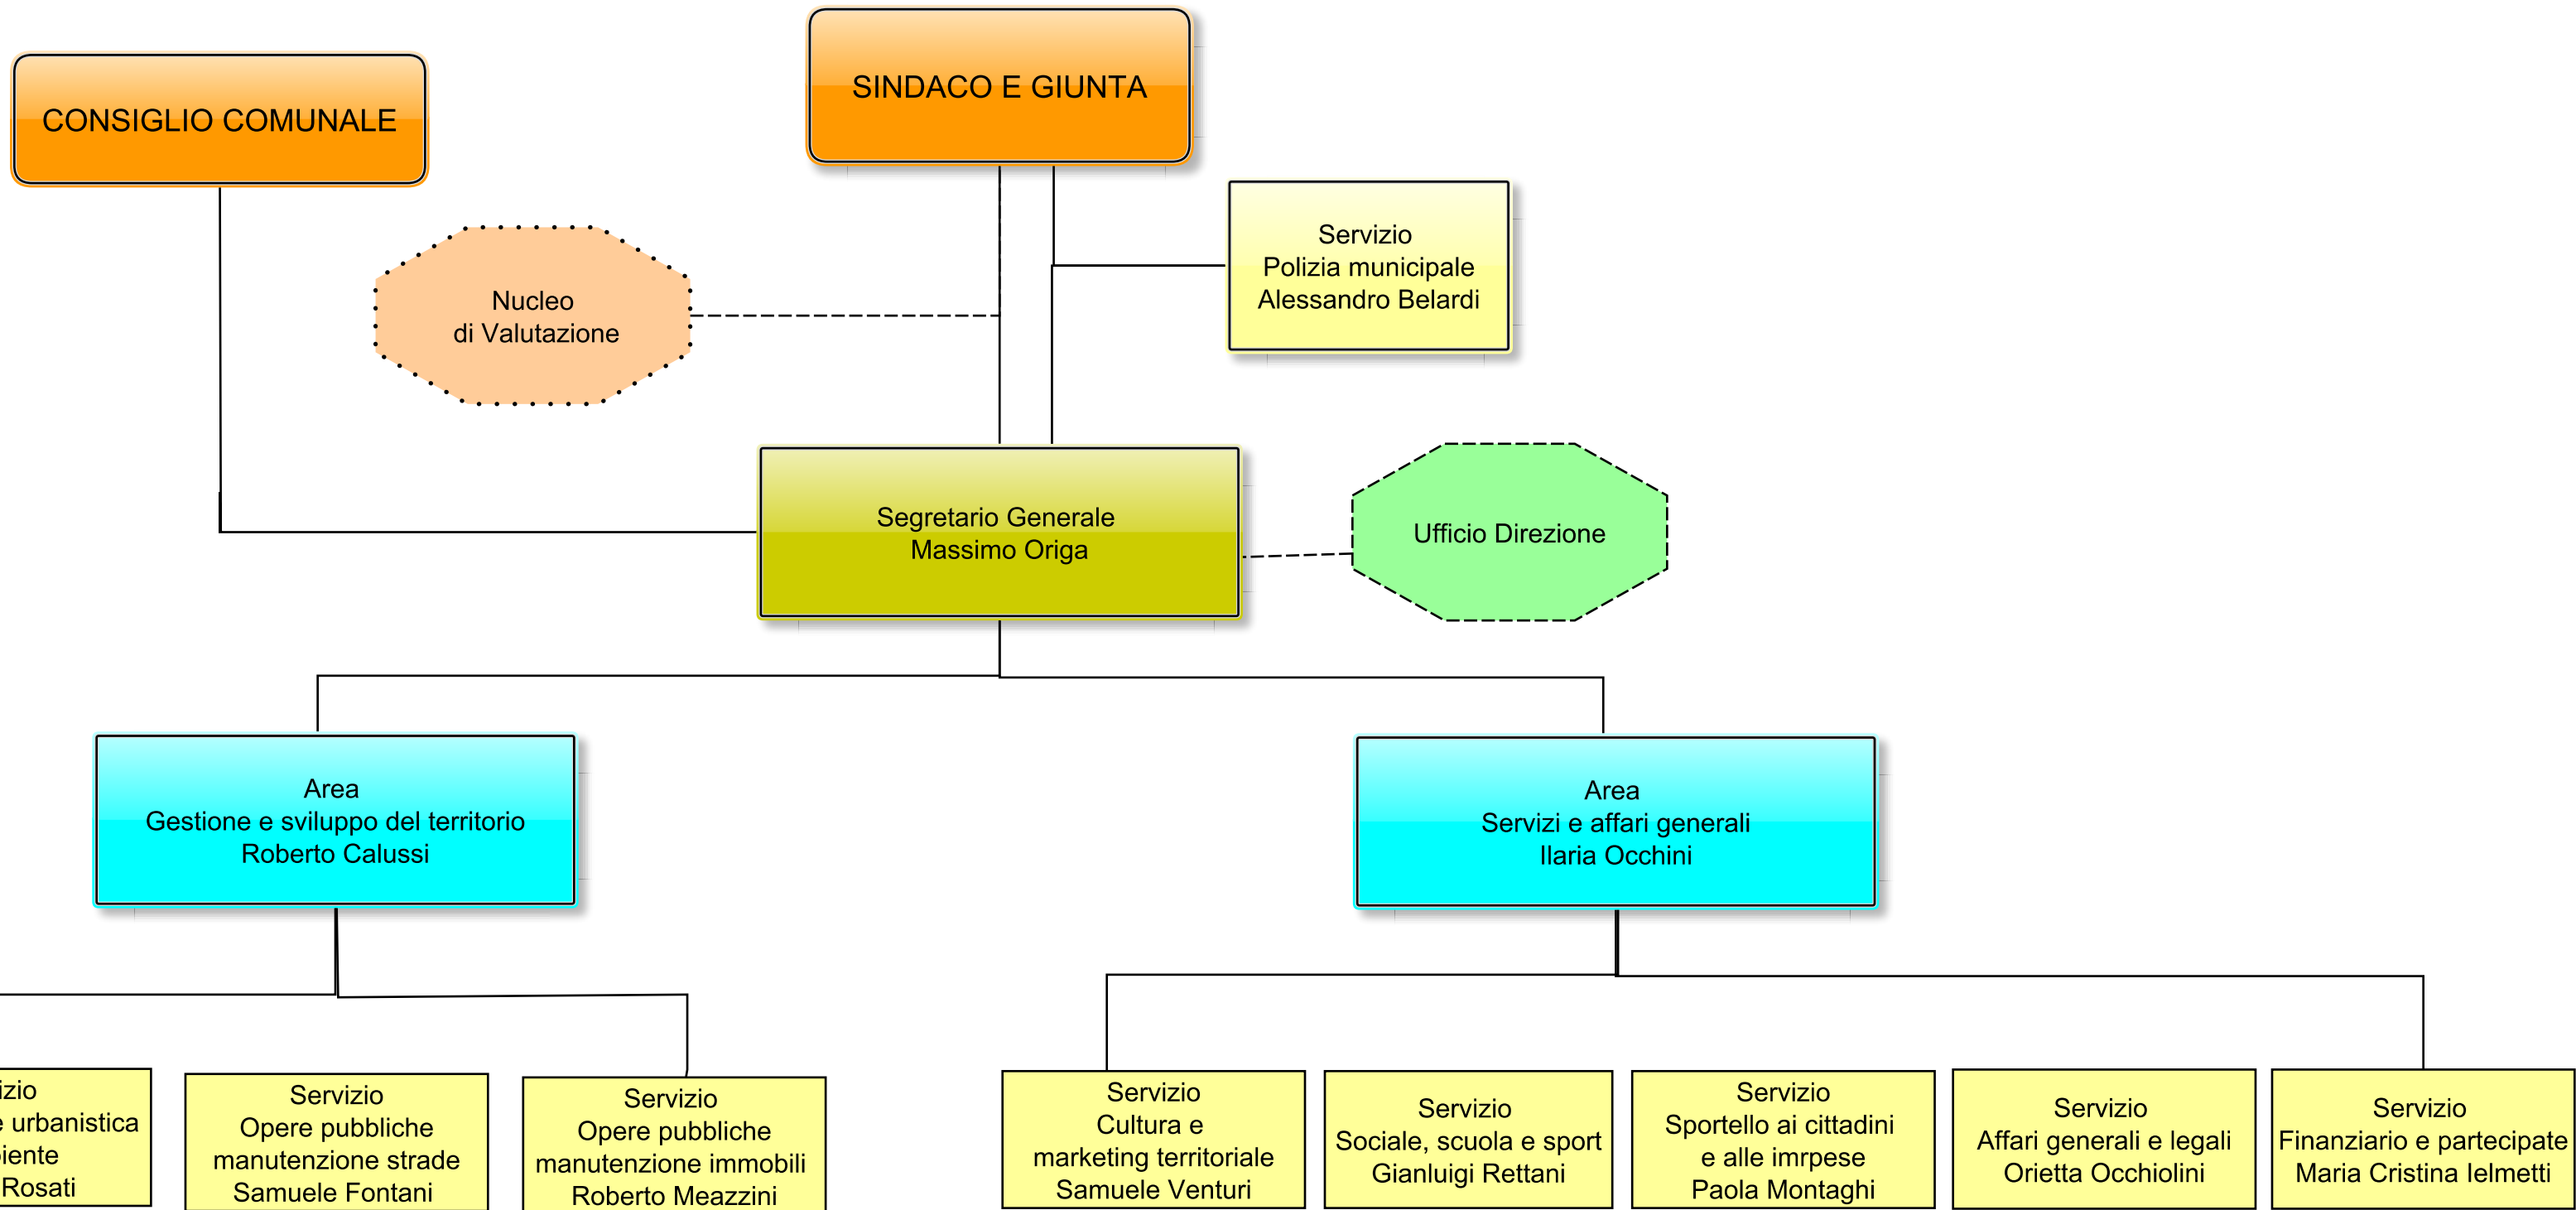 CONSIGLIO COMUNALE
SINDACO E GIUNTA
Servizio
Polizia municipale
Alessandro Belardi
Nucleo
di Valutazione
Segretario Generale
Massimo Origa
Ufficio Direzione
Area
Gestione e sviluppo del territorio
Roberto Calussi
Area
Servizi e affari generali
Ilaria Occhini
urbanistica
Rosati
Servizio
Opere pubbliche
manutenzione strade
Samuele Fontani
Servizio
Opere pubbliche
manutenzione immobili
Roberto Meazzini
Servizio
Cultura e
marketing territoriale
Samuele Venturi
Servizio
Sociale, scuola e sport
Gianluigi Rettani
Servizio
Sportello ai cittadini
e alle imrpese
Paola Montaghi
Servizio
Affari generali e legali
Orietta Occhiolini
Servizio
Finanziario e partecipate
Maria Cristina Ielmetti